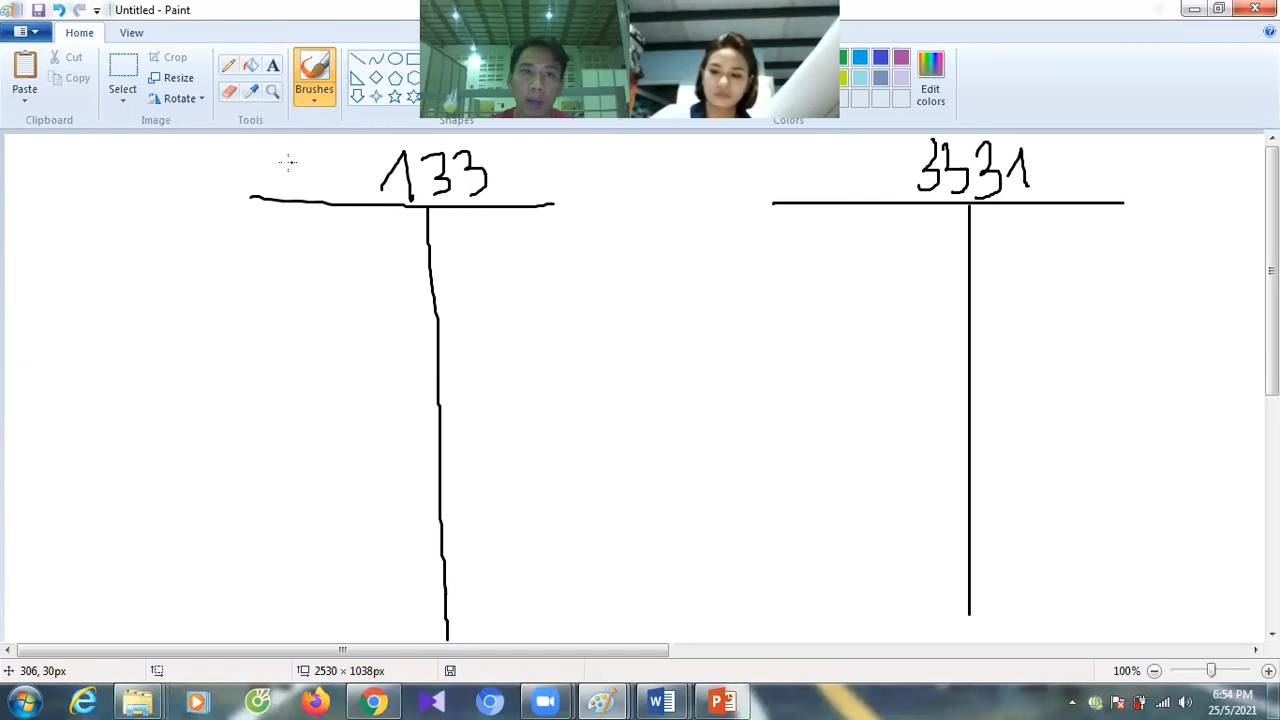 Untitled - Paint
Home View
Paste
Cut
Copy
Clipboard
Select
Crop
Resize
Rotate
Image
Tools
Brushes
Shapes
Edit colors
Colors
133
3331
306, 30px
2530 × 1038px
100%
6:54 PM
25/5/2021